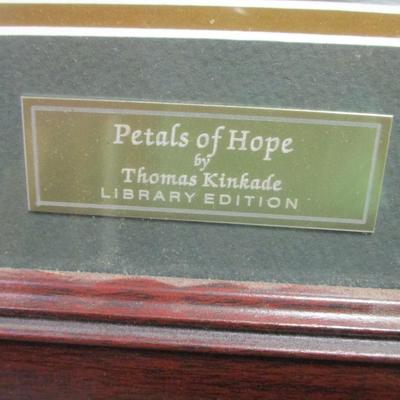 Petals of Hope
by
Thomas Kinkade
LIBRARY EDITION